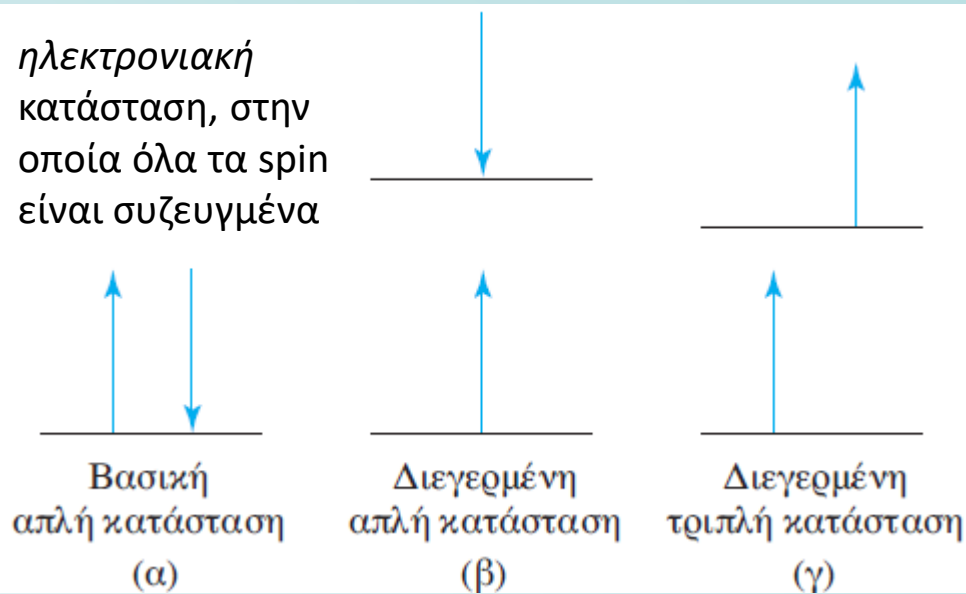 ηλεκτρονιακή
κατάσταση, στην
οποία όλα τα spin
είναι συζευγμένα
Βασική
απλή κατάσταση
(α)
Διεγερμένη
απλή κατάσταση
(β)
Διεγερμένη
τριπλή κατάσταση
(γ)